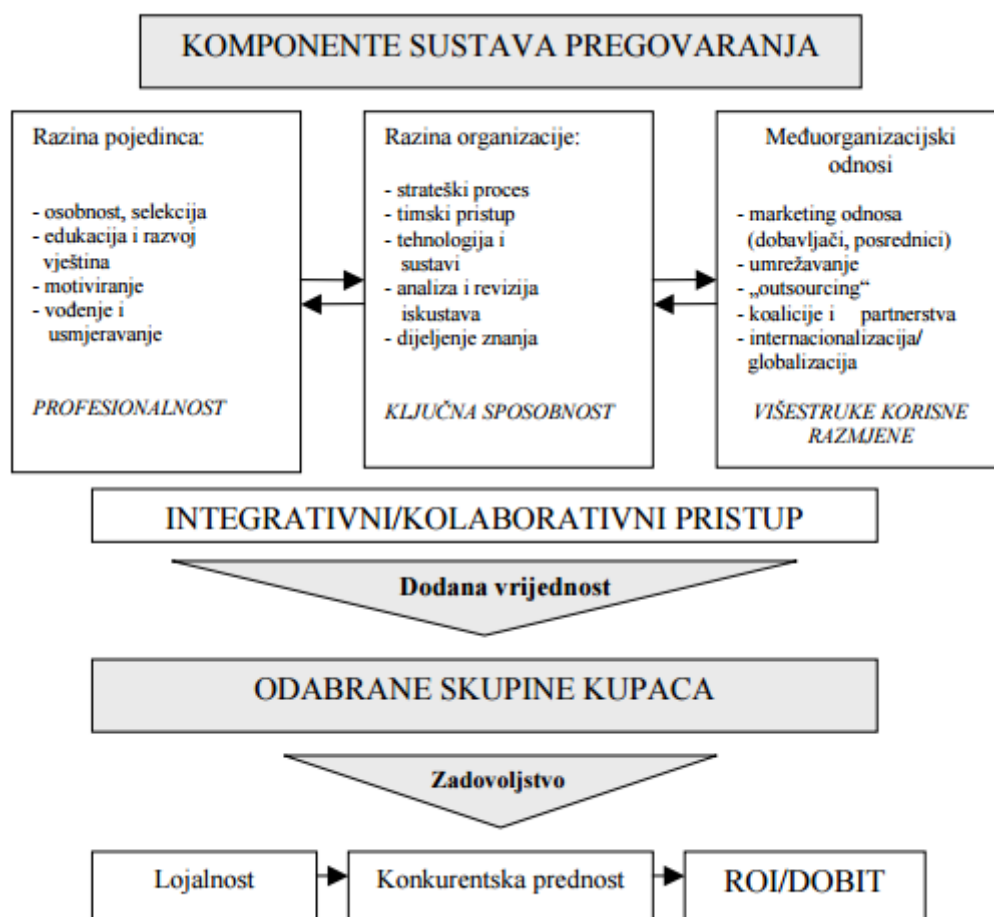 KOMPONENTE SUSTAVA PREGOVARANJA
Razina pojedinca:
- osobnost, selekcija
- edukacija i razvoj
vještina
- motiviranje
- vođenje i
usmjeravanje
PROFESIONALNOST
Razina organizacije:
- strateški proces
- timski pristup
- tehnologija i
sustavi
- analiza i revizija
iskustava
- dijeljenje znanja
KLJUČNA SPOSOBNOST
Međuorganizacijski
odnosi
- marketing odnosa
(dobavljači, posrednici)
- umrežavanje
- „outsourcing“
- koalicije i partnerstva
- internacionalizacija/
globalizacija
VIŠESTRUKE KORISNE
RAZMJENE
INTEGRATIVNI/KOLABORATIVNI PRISTUP
Dodana vrijednost
ODABRANE SKUPINE KUPACA
Zadovoljstvo
Lojalnost
Konkurentska prednost
ROI/DOBIT